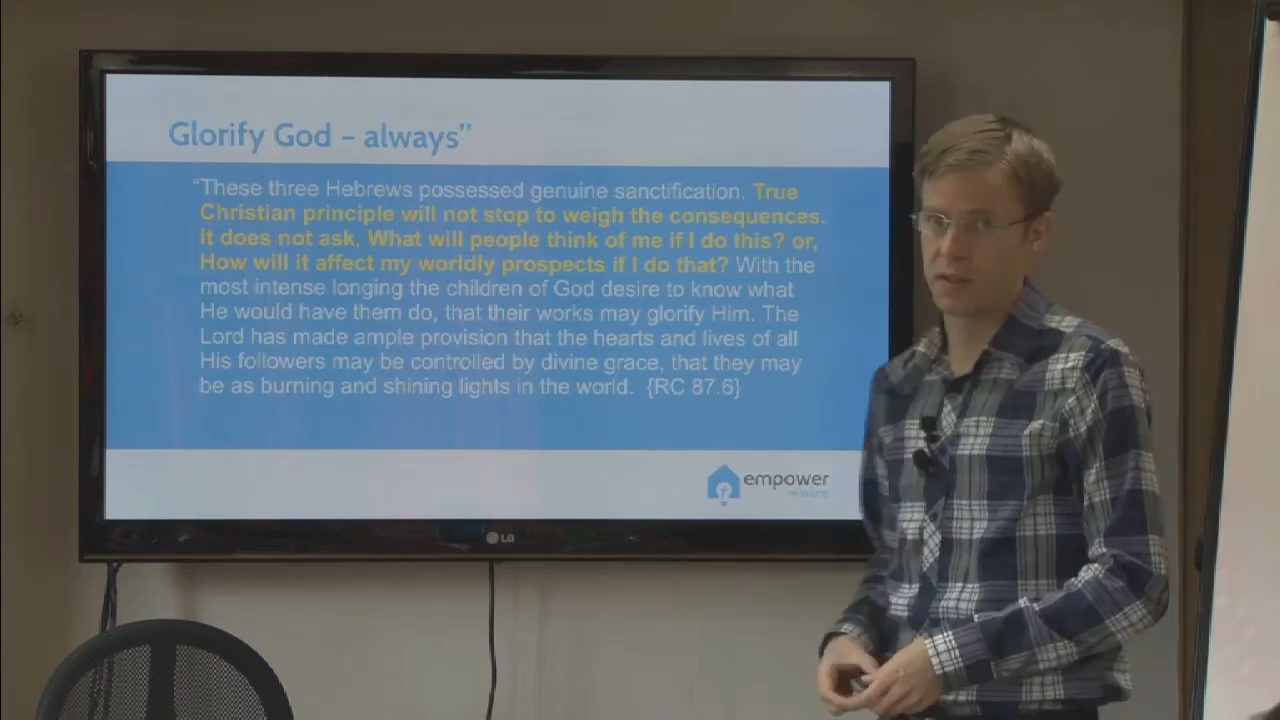 Glorify God – always”
“These three Hebrews possessed genuine sanctification. True
Christian principle will not stop to weigh the consequences.
It does not ask, What will people think of me if I do this? or,
How will it affect my worldly prospects if I do that? With the
most intense longing the children of God desire to know what
He would have them do, that their works may glorify Him. The
Lord has made ample provision that the hearts and lives of all
His followers may be controlled by divine grace, that they may
be as burning and shining lights in the world.  {RC 87.6}
empower
missions
LG